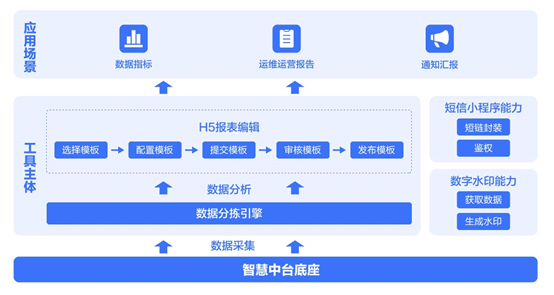 应用场景
数据指标
运维运营报告
通知汇报
工具主体
H5报表编辑
选择模板
配置模板
提交模板
审核模板
发布模板
数据分析
数据分拣引擎
数据采集
短信小程序能力
短链封装
鉴权
数字水印能力
获取数据
生成水印
智慧中台底座